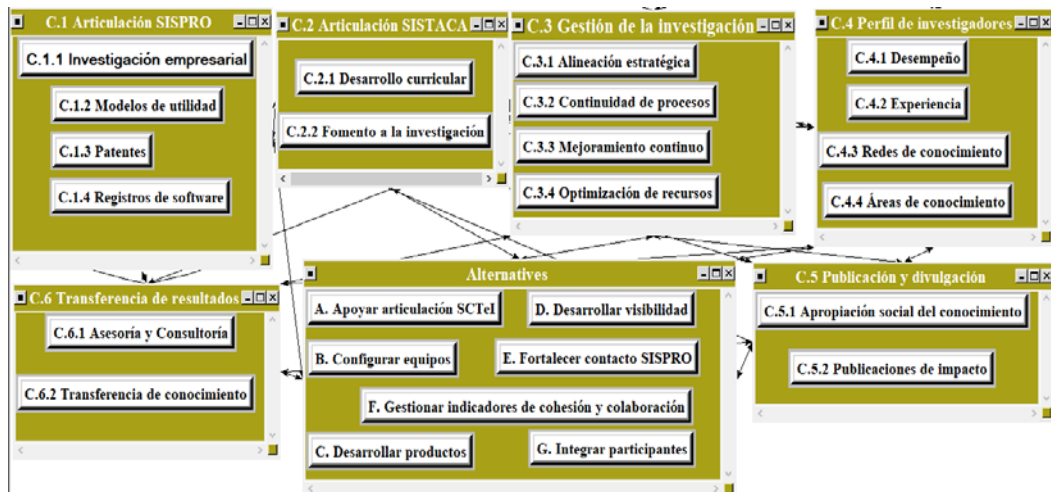 C.1 Articulación SISPRO
C.1.1 Investigación empresarial
C.1.2 Modelos de utilidad
C.1.3 Patentes
C.1.4 Registros de software
C.2 Articulación SISTACA
C.2.1 Desarrollo curricular
C.2.2 Fomento a la investigación
C.3 Gestión de la investigación
C.3.1 Alineación estratégica
C.3.2 Continuidad de procesos
C.3.3 Mejoramiento continuo
C.3.4 Optimización de recursos
C.4 Perfil de investigadores
C.4.1 Desempeño
C.4.2 Experiencia
C.4.3 Redes de conocimiento
C.4.4 Áreas de conocimiento
C.6 Transferencia de resultados
C.6.1 Asesoría y Consultoría
C.6.2 Transferencia de conocimiento
Alternatives
A. Apoyar articulación SCTeI
D. Desarrollar visibilidad
B. Configurar equipos
E. Fortalecer contacto SISPRO
F. Gestionar indicadores de cohesión y colaboración
C. Desarrollar productos
G. Integrar participantes
C.5 Publicación y divulgación
C.5.1 Apropiación social del conocimiento
C.5.2 Publicaciones de impacto